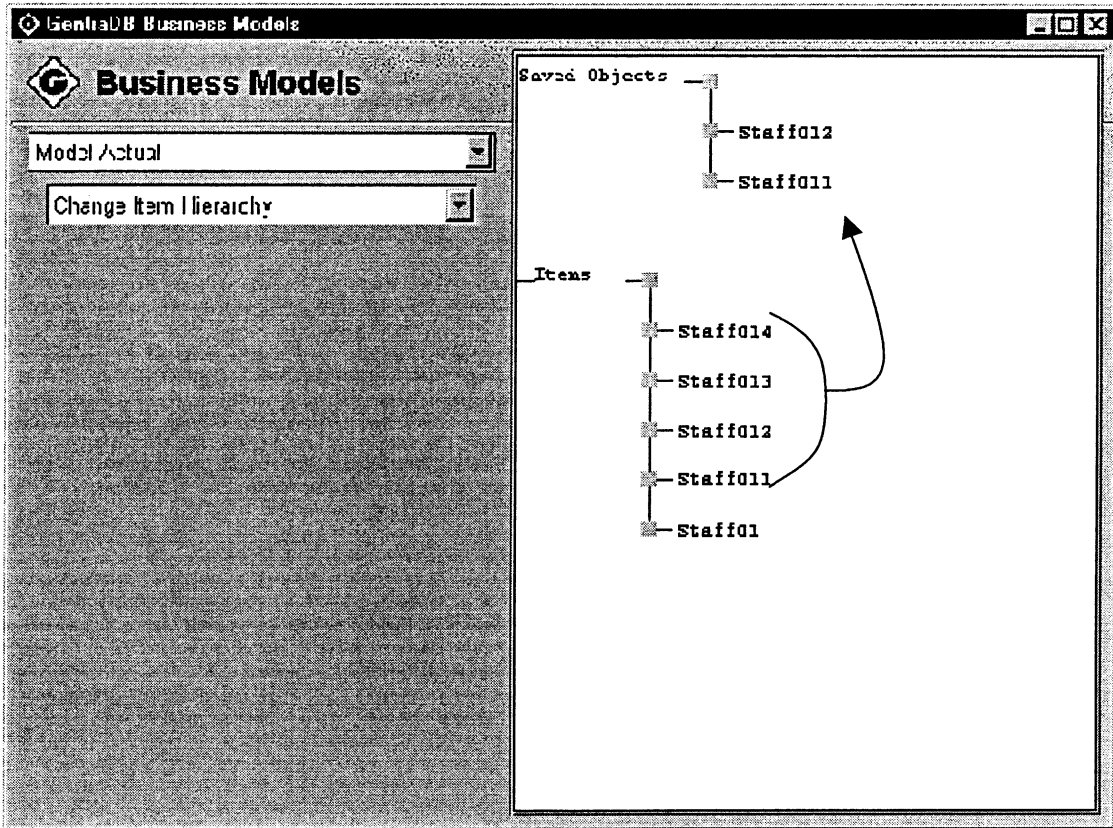 GentiaDB Business Models
G Business Models
Model Actual
Change Item Hierarchy
Saved Objects
Staff012
Staff011
Items
Staff014
Staff013
Staff012
Staff011
Staff01